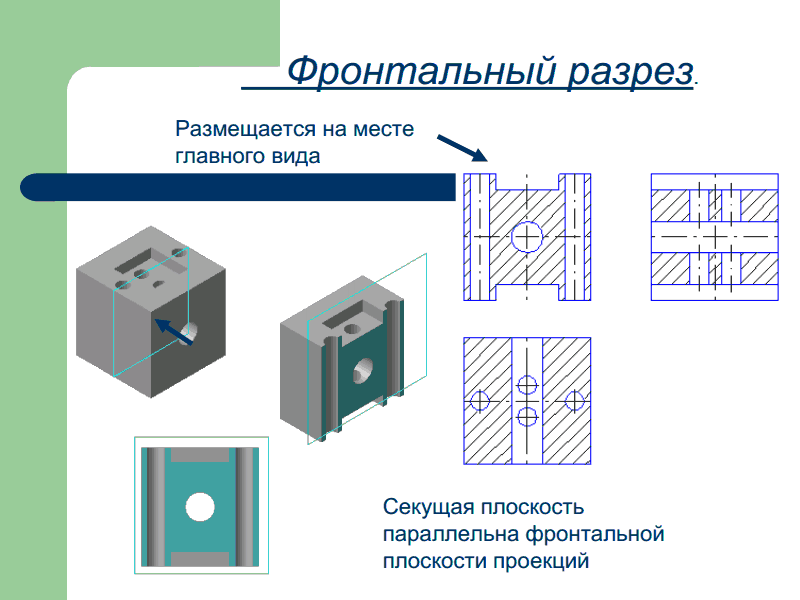 Фронтальный разрез.
Размещается на месте
главного вида
Секущая плоскость
параллельна фронтальной
плоскости проекций